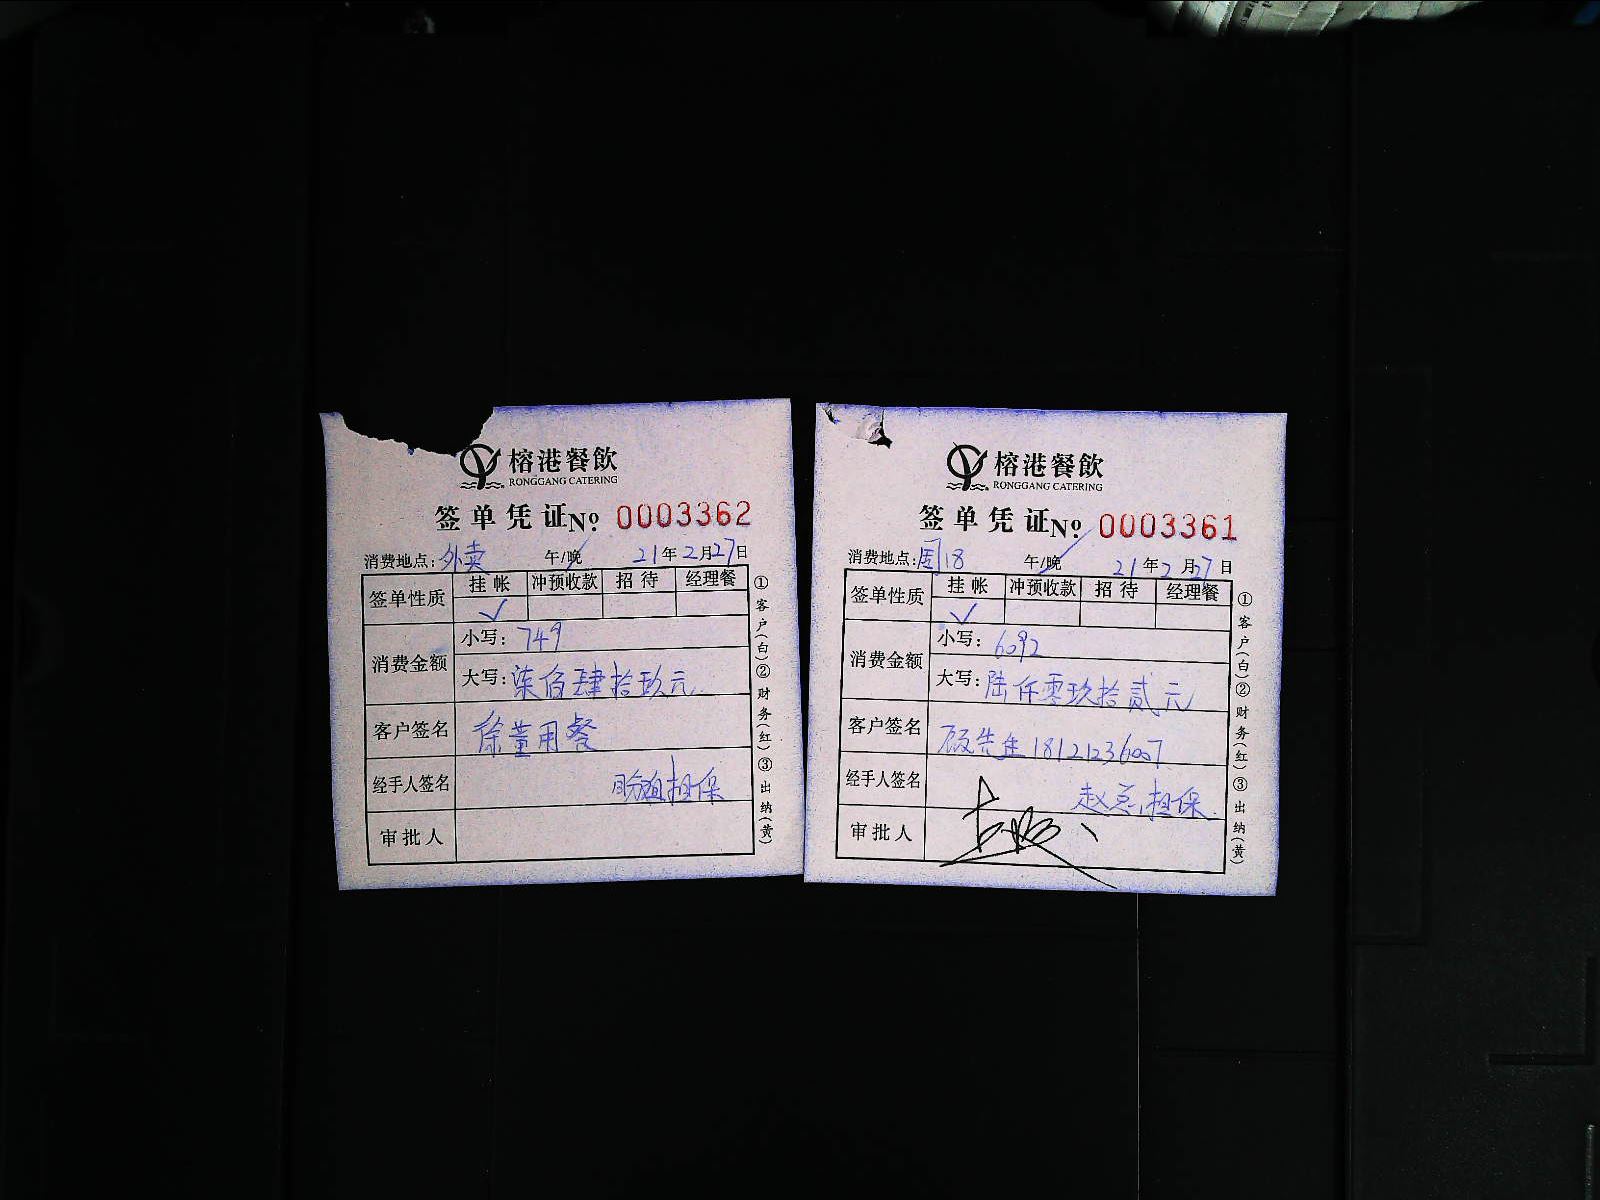 榕港餐飲
RONGGANG CATERING
签单凭证 № 0003362
消费地点：外卖 午/晚 21年2月27日
签单性质 挂帐 冲预收款 招待 经理餐
✓
消费金额 小写：749
大写：柒佰肆拾玖元
客户签名 徐董用餐
经手人签名 担保
审批人
①客户(白)②财务(红)③出纳(黄)
榕港餐飲
RONGGANG CATERING
签单凭证 № 0003361
消费地点：周18 午/晚 21年2月27日
签单性质 挂帐 冲预收款 招待 经理餐
✓
消费金额 小写：6092
大写：陆仟零玖拾贰元
客户签名 顾先生 18121236007
经手人签名 赵总担保
审批人
①客户(白)②财务(红)③出纳(黄)